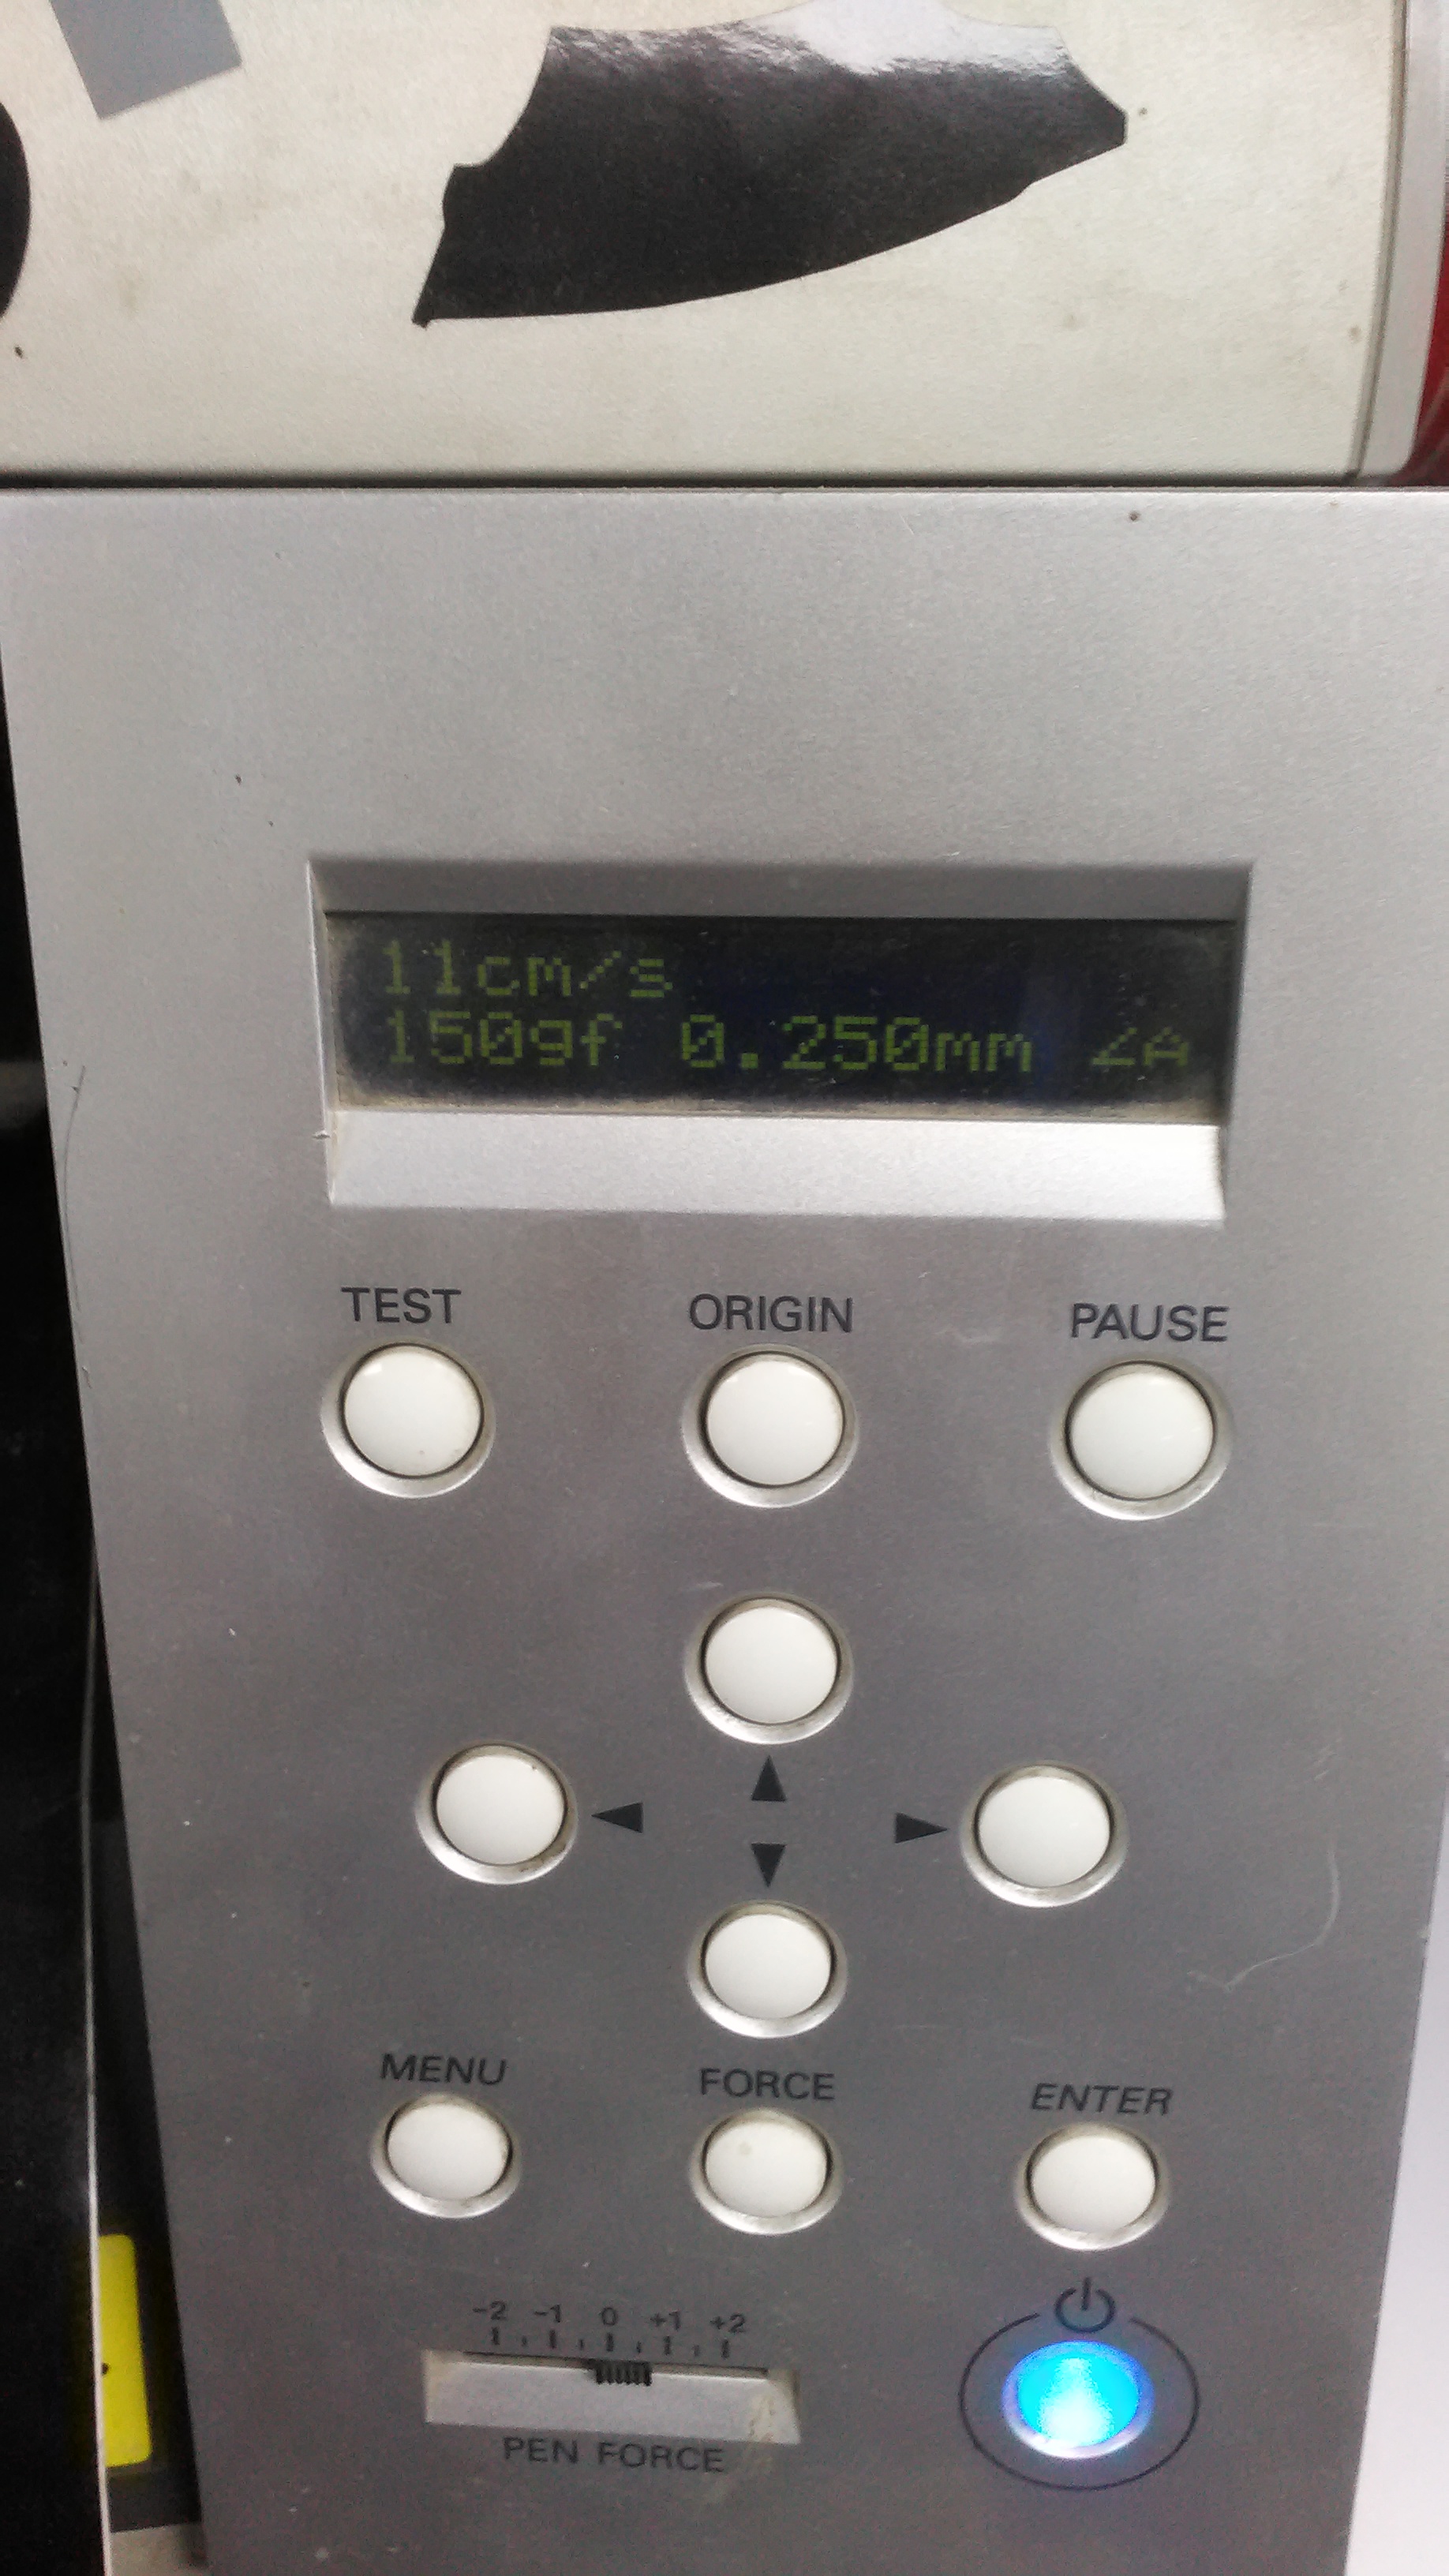 11cm/s
150gf 0.250mm ∠A
TEST ORIGIN PAUSE
MENU FORCE ENTER
-2 -1 0 +1 +2
PEN FORCE